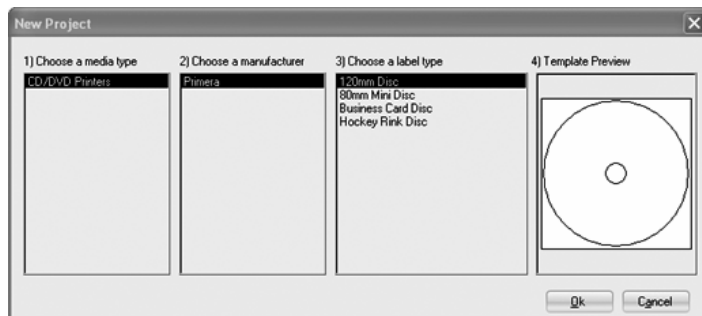 New Project
1) Choose a media type
2) Choose a manufacturer
3) Choose a label type
4) Template Preview
CD/DVD Printers
Primera
120mm Disc
80mm Mini Disc
Business Card Disc
Hockey Rink Disc
Ok
Cancel